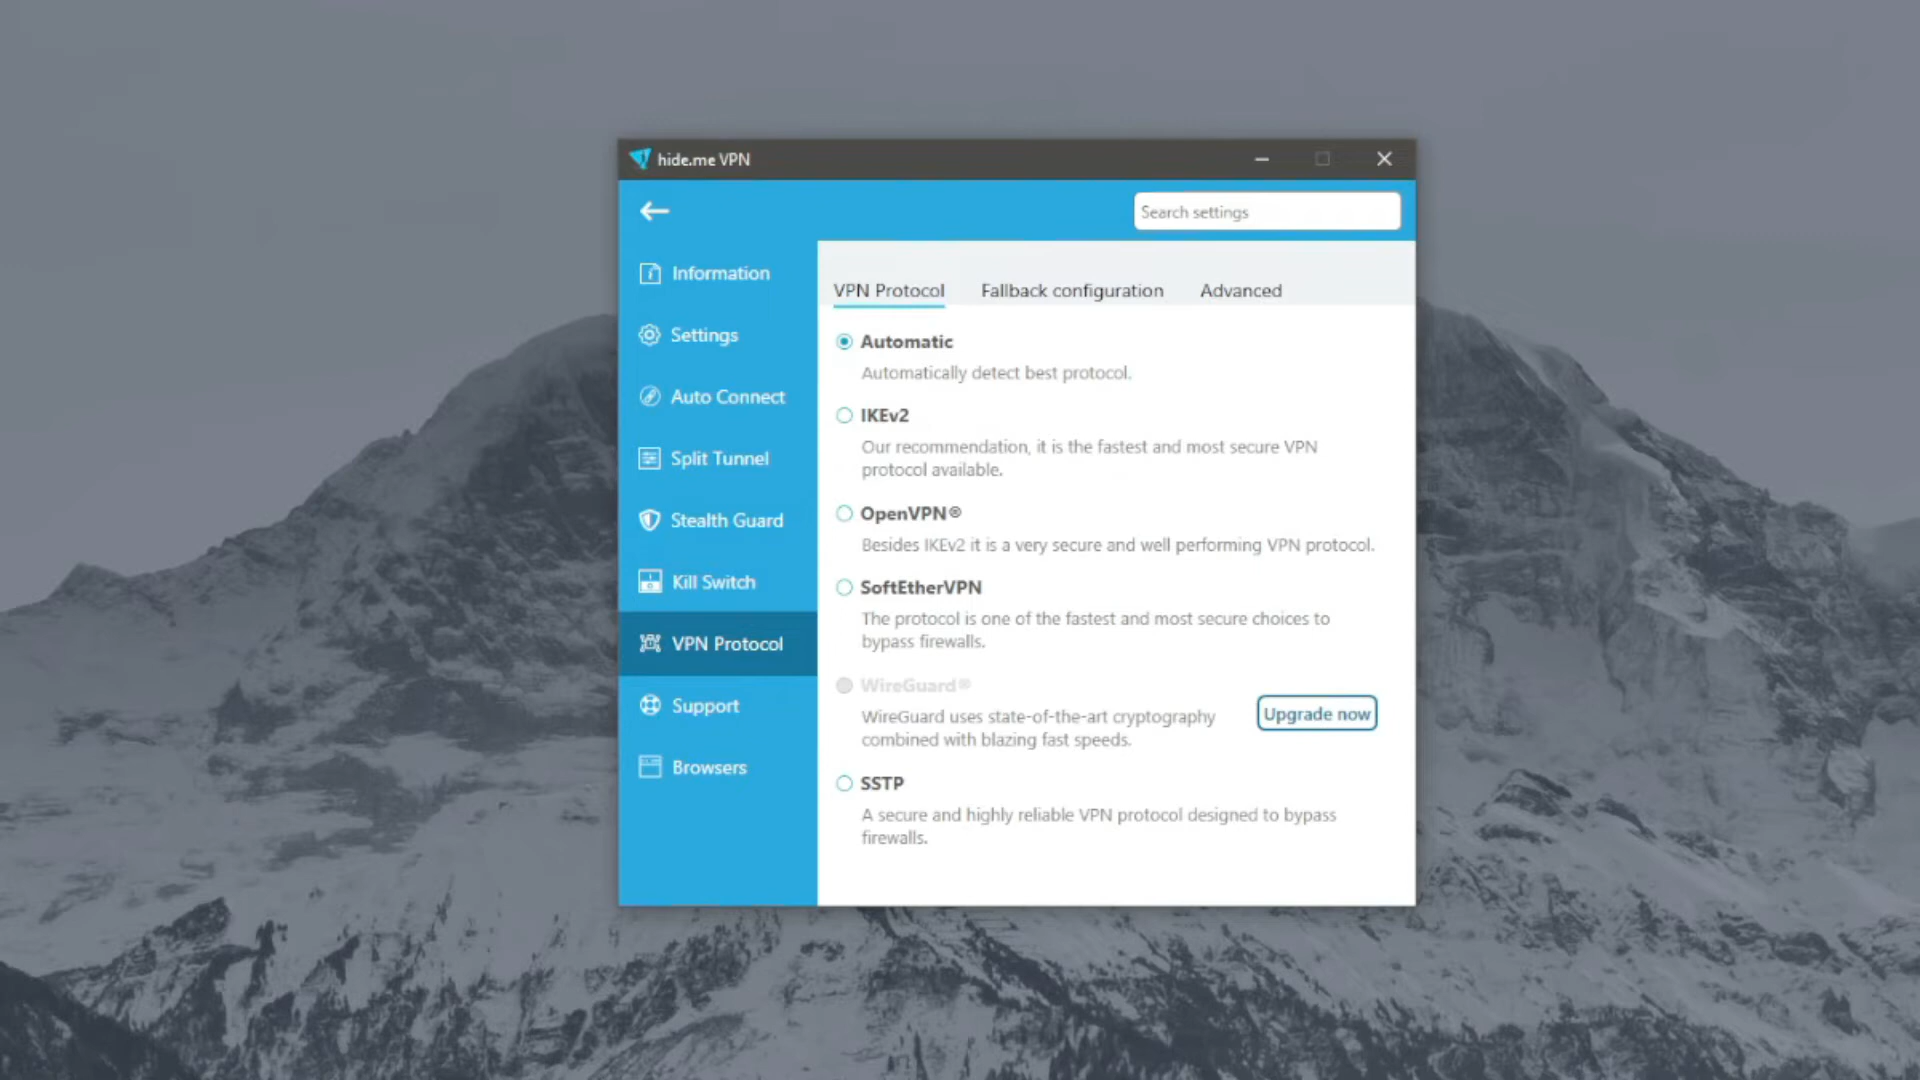 hide.me VPN
Search settings
Information
Settings
Auto Connect
Split Tunnel
Stealth Guard
Kill Switch
VPN Protocol
Support
Browsers
VPN Protocol
Fallback configuration
Advanced
Automatic
Automatically detect best protocol.
IKEv2
Our recommendation, it is the fastest and most secure VPN
protocol available.
OpenVPN®
Besides IKEv2 it is a very secure and well performing VPN protocol.
SoftEtherVPN
The protocol is one of the fastest and most secure choices to
bypass firewalls.
WireGuard®
WireGuard uses state-of-the-art cryptography
combined with blazing fast speeds.
Upgrade now
SSTP
A secure and highly reliable VPN protocol designed to bypass
firewalls.